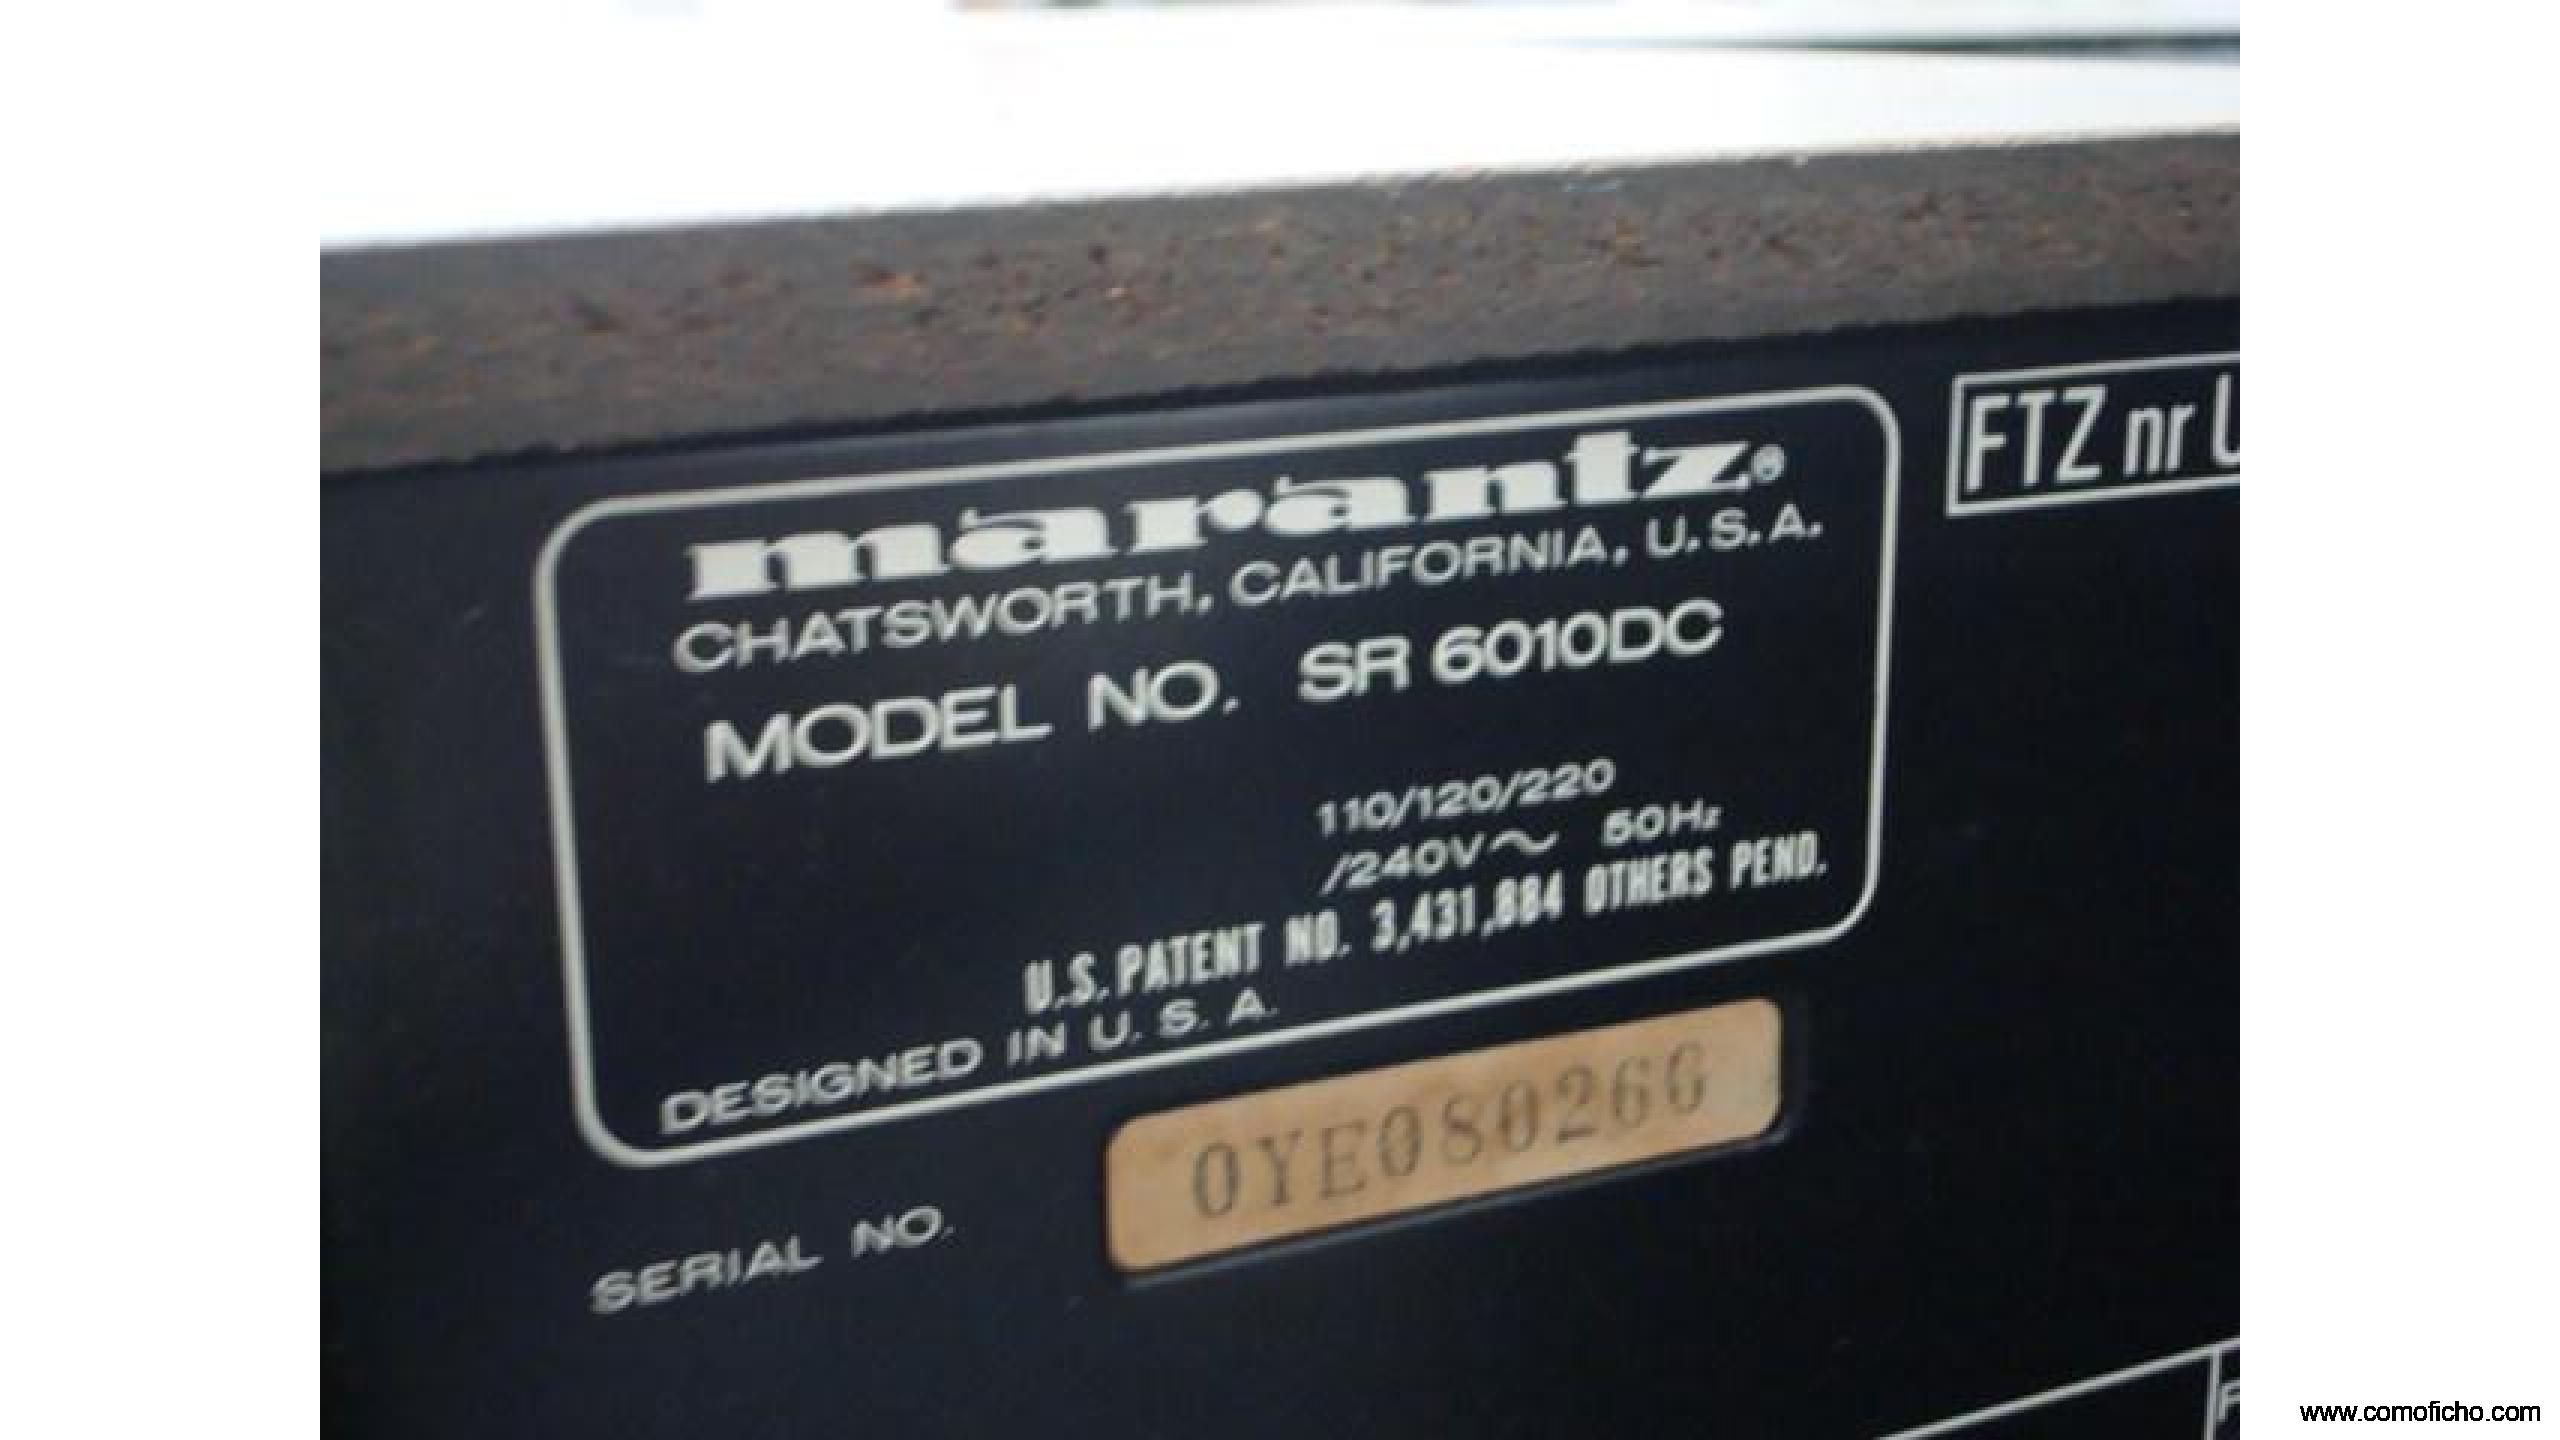 marantz®
CHATSWORTH, CALIFORNIA, U.S.A.
MODEL NO. SR 6010DC
110/120/220
/240V～ 50Hz
U.S. PATENT NO. 3,431,884 OTHERS PEND.
DESIGNED IN U.S.A.
SERIAL NO. 0YE080266
FTZ nr U
www.comoficho.com